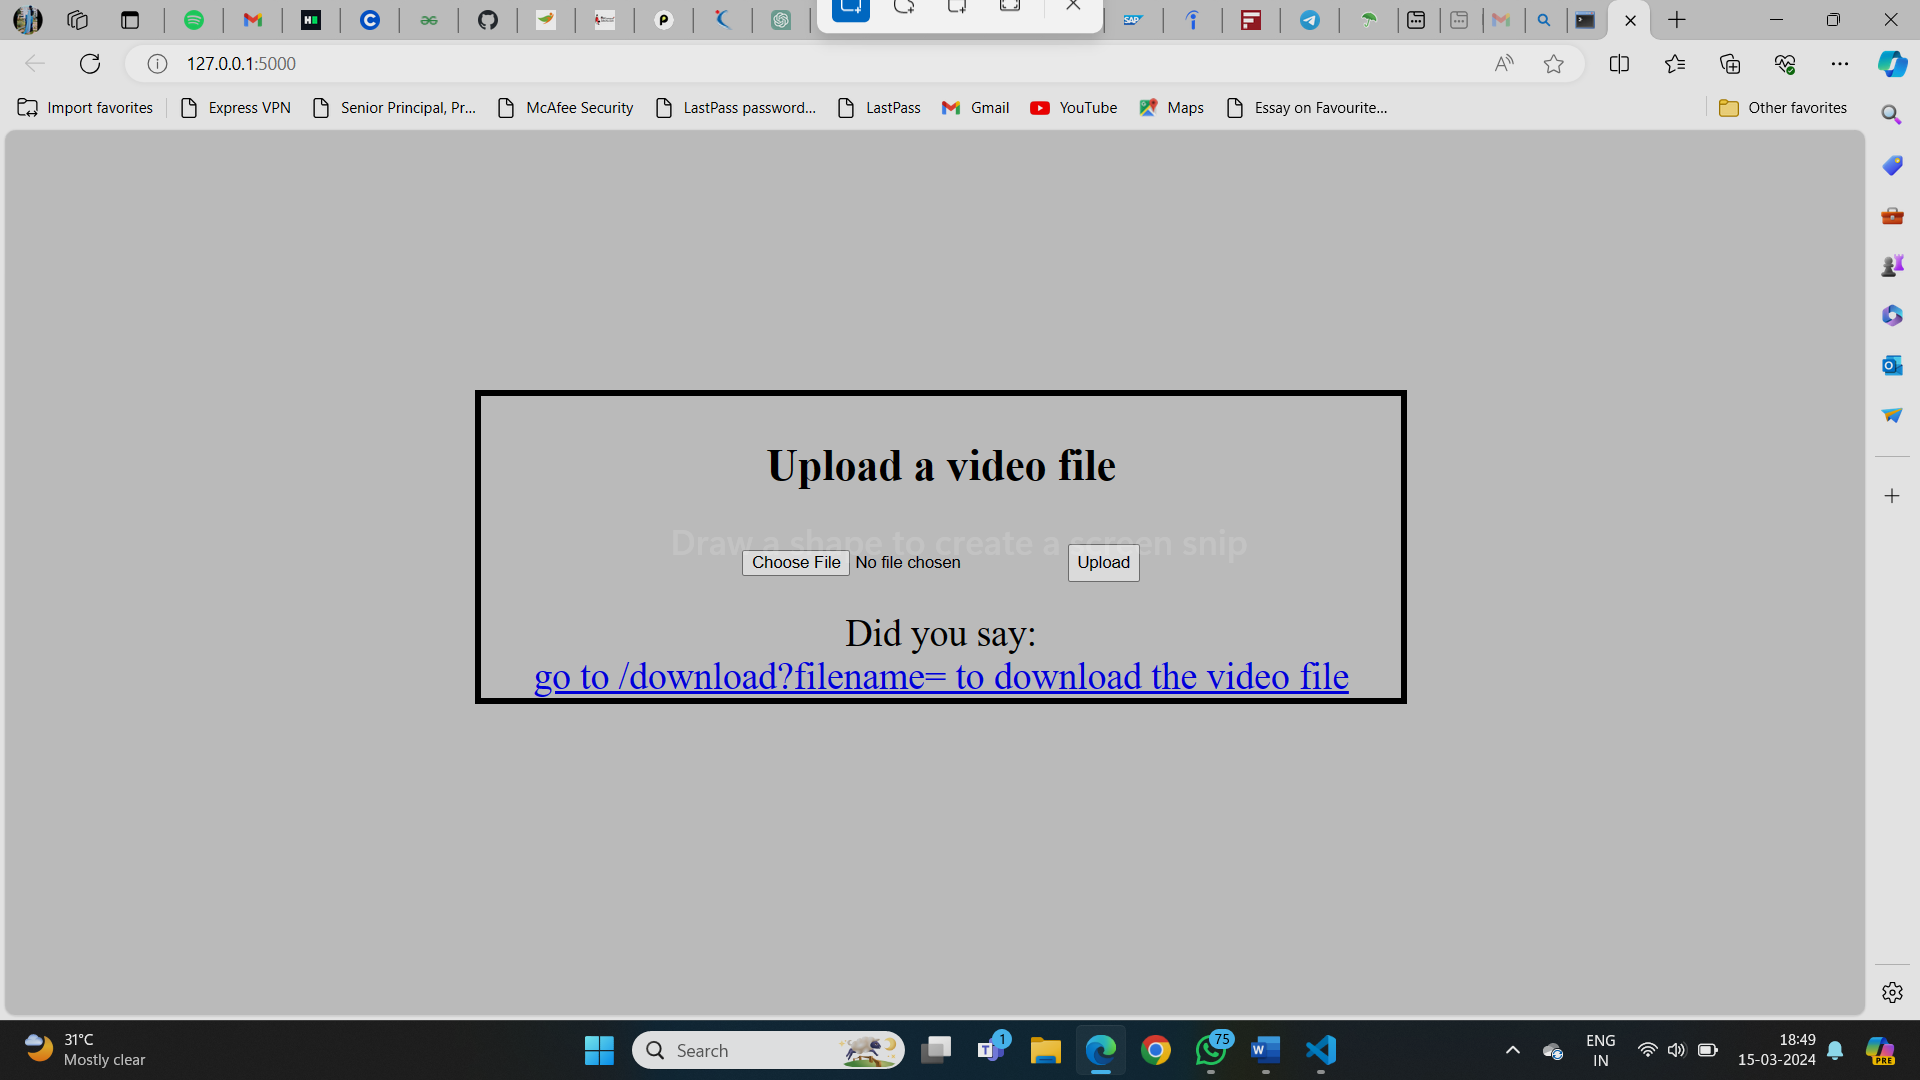 127.0.0.1:5000
Import favorites
Express VPN
Senior Principal, Pr...
McAfee Security
LastPass password...
LastPass
Gmail
YouTube
Maps
Essay on Favourite...
Other favorites
Upload a video file
Draw a shape to create a screen snip
Choose File No file chosen
Upload
Did you say:
go to /download?filename= to download the video file
31°C
Mostly clear
Search
1
75
ENG
IN
18:49
15-03-2024
PRE